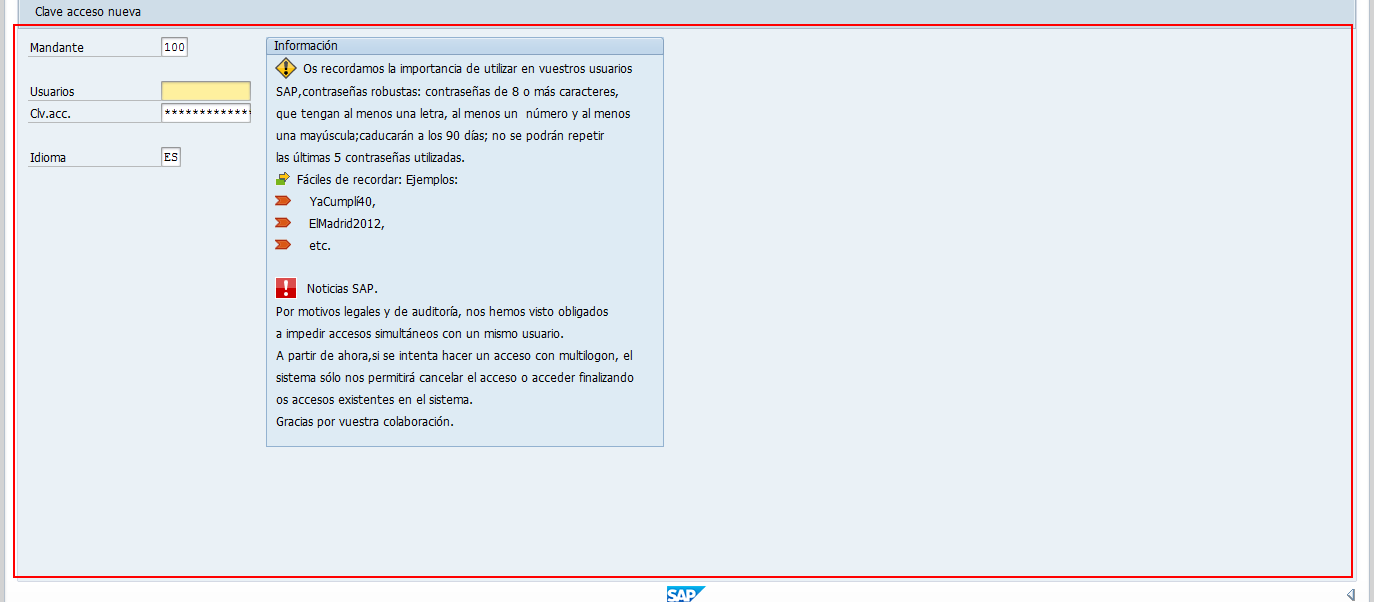 Clave acceso nueva
Mandante 100
Usuarios
Clv.acc. *************
Idioma ES
Información
Os recordamos la importancia de utilizar en vuestros usuarios
SAP,contraseñas robustas: contraseñas de 8 o más caracteres,
que tengan al menos una letra, al menos un número y al menos
una mayúscula;caducarán a los 90 días; no se podrán repetir
las últimas 5 contraseñas utilizadas.
Fáciles de recordar: Ejemplos:
YaCumplí40,
ElMadrid2012,
etc.
Noticias SAP.
Por motivos legales y de auditoría, nos hemos visto obligados
a impedir accesos simultáneos con un mismo usuario.
A partir de ahora,si se intenta hacer un acceso con multilogon, el
sistema sólo nos permitirá cancelar el acceso o acceder finalizando
os accesos existentes en el sistema.
Gracias por vuestra colaboración.
SAP